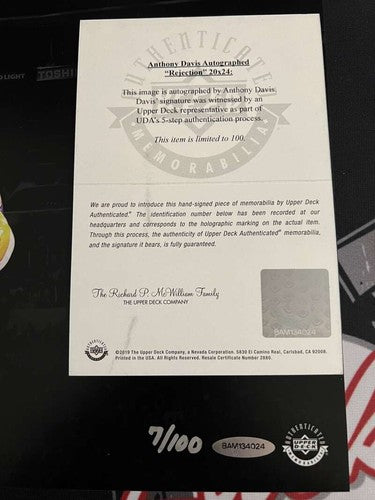 D LIGHT TOSHI
AUTHENTICATED
Anthony Davis Autographed
"Rejection" 20x24:
This image is autographed by Anthony Davis.
Davis' signature was witnessed by an
Upper Deck representative as part of
UDA's 5-step authentication process.
This item is limited to 100.
MEMORABILIA
We are proud to introduce this hand-signed piece of memorabilia by Upper Deck
Authenticated.® The identification number below has been recorded at our
headquarters and corresponds to the holographic marking on the actual item.
Through this process, the authenticity of Upper Deck Authenticated® memorabilia,
and the signature it bears, is fully guaranteed.
The Richard P. McWilliam Family
THE UPPER DECK COMPANY
BAM134024
©2019 The Upper Deck Company, a Nevada Corporation. 5830 El Camino Real, Carlsbad, CA 92008.
Printed in the USA. All Rights Reserved. Resale Certificate Number 2880.
7/100
BAM134024
AUTHENTICATED
UPPER DECK
MEMORABILIA